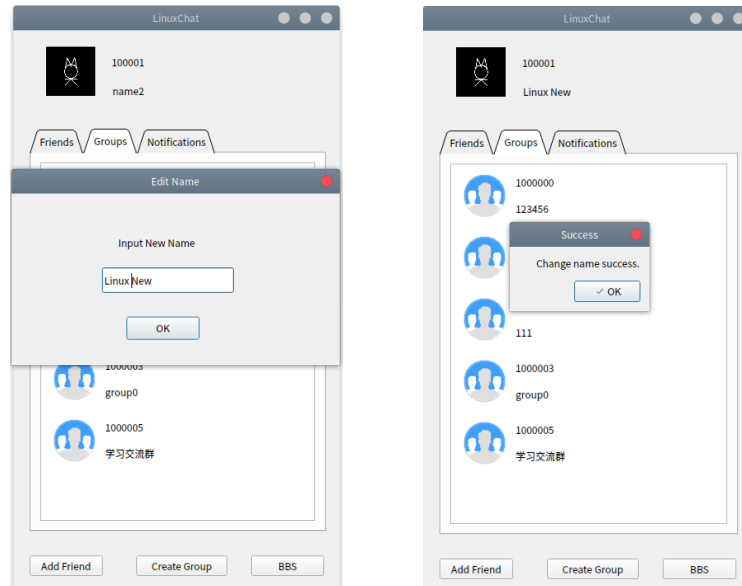 LinuxChat
100001
name2
Friends
Groups
Notifications
Edit Name
Input New Name
Linux New
OK
1000003
group0
1000005
学习交流群
Add Friend
Create Group
BBS
LinuxChat
100001
Linux New
Friends
Groups
Notifications
1000000
123456
Success
Change name success.
OK
111
1000003
group0
1000005
学习交流群
Add Friend
Create Group
BBS